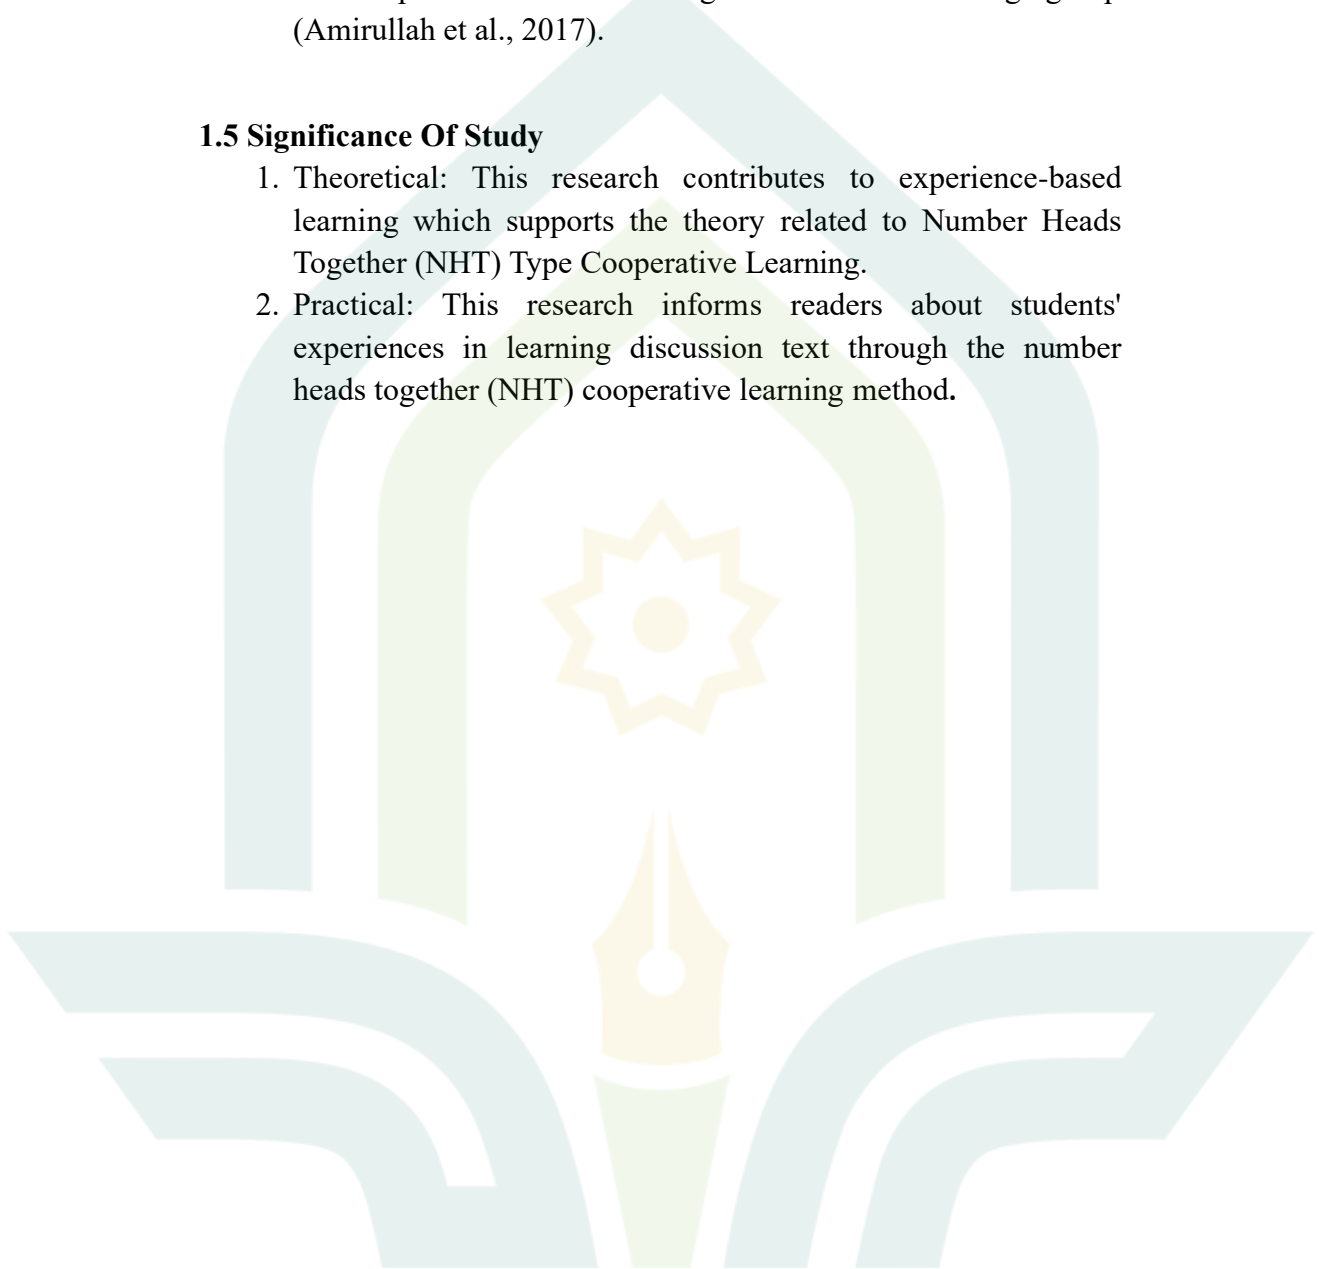 (Amirullah et al., 2017).
1.5 Significance Of Study
1. Theoretical: This research contributes to experience-based
learning which supports the theory related to Number Heads
Together (NHT) Type Cooperative Learning.
2. Practical: This research informs readers about students'
experiences in learning discussion text through the number
heads together (NHT) cooperative learning method.